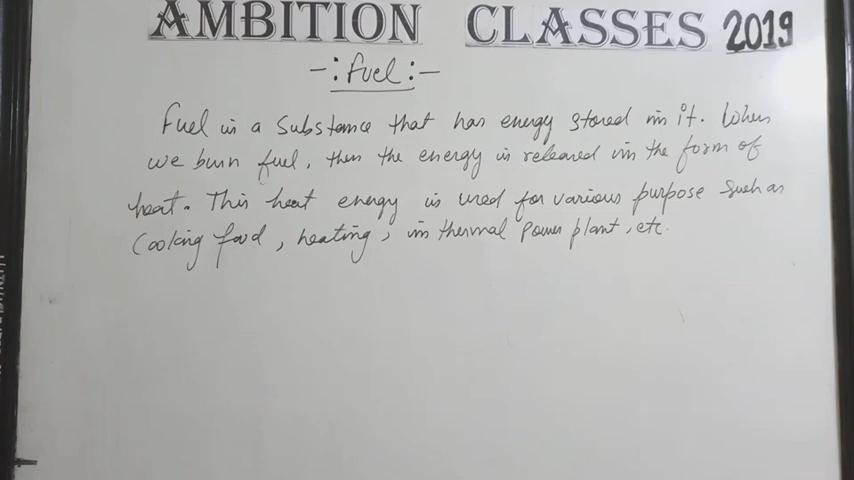 AMBITION CLASSES 2019
-: Fuel :-
Fuel is a substance that has energy stored in it. When
we burn fuel, then the energy is released in the form of
heat. This heat energy is used for various purpose such as
Cooking food, heating, in thermal power plant, etc.